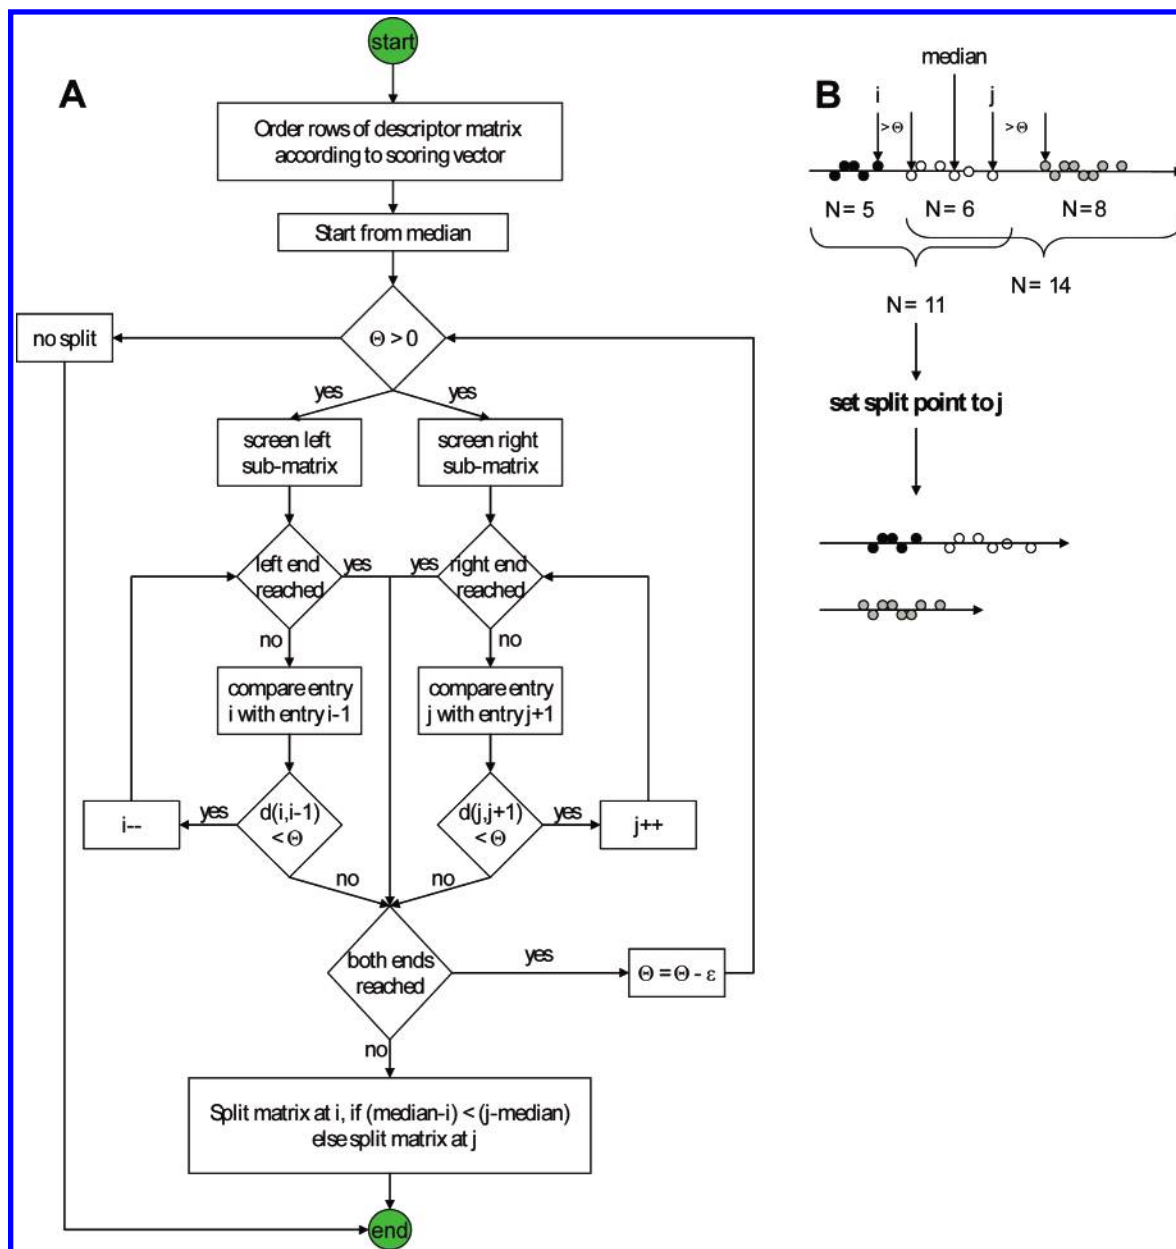 start
A
Order rows of descriptor matrix
according to scoring vector
Start from median
no split
Θ > 0
yes
yes
screen left
sub-matrix
screen right
sub-matrix
left end
reached
yes
yes
right end
reached
no
no
compare entry
i with entry i-1
compare entry
j with entry j+1
i--
yes
d(i,i-1)
< Θ
d(j,j+1)
< Θ
yes
j++
no
no
both ends
reached
yes
Θ = Θ - ε
no
Split matrix at i, if (median-i) < (j-median)
else split matrix at j
end
B
median
i
j
> Θ
> Θ
N = 5
N = 6
N = 8
N = 14
N = 11
set split point to j